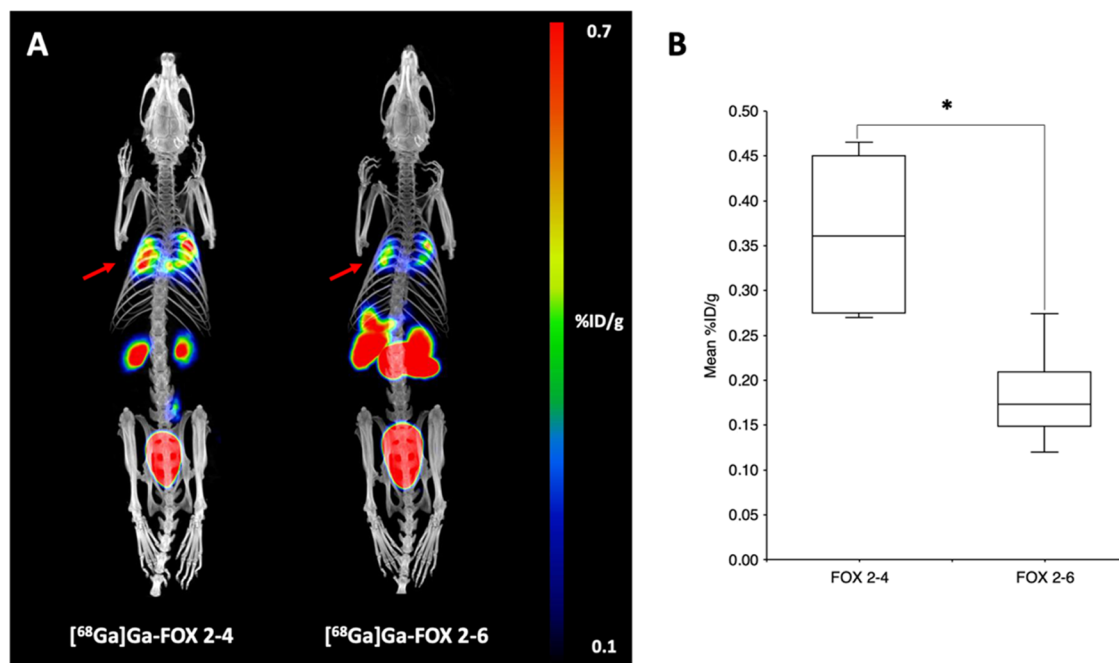 A
0.7
%ID/g
0.1
[⁶⁸Ga]Ga-FOX 2-4
[⁶⁸Ga]Ga-FOX 2-6
B
*
0.50
0.45
0.40
0.35
0.30
0.25
0.20
0.15
0.10
0.05
0.00
Mean %ID/g
FOX 2-4
FOX 2-6